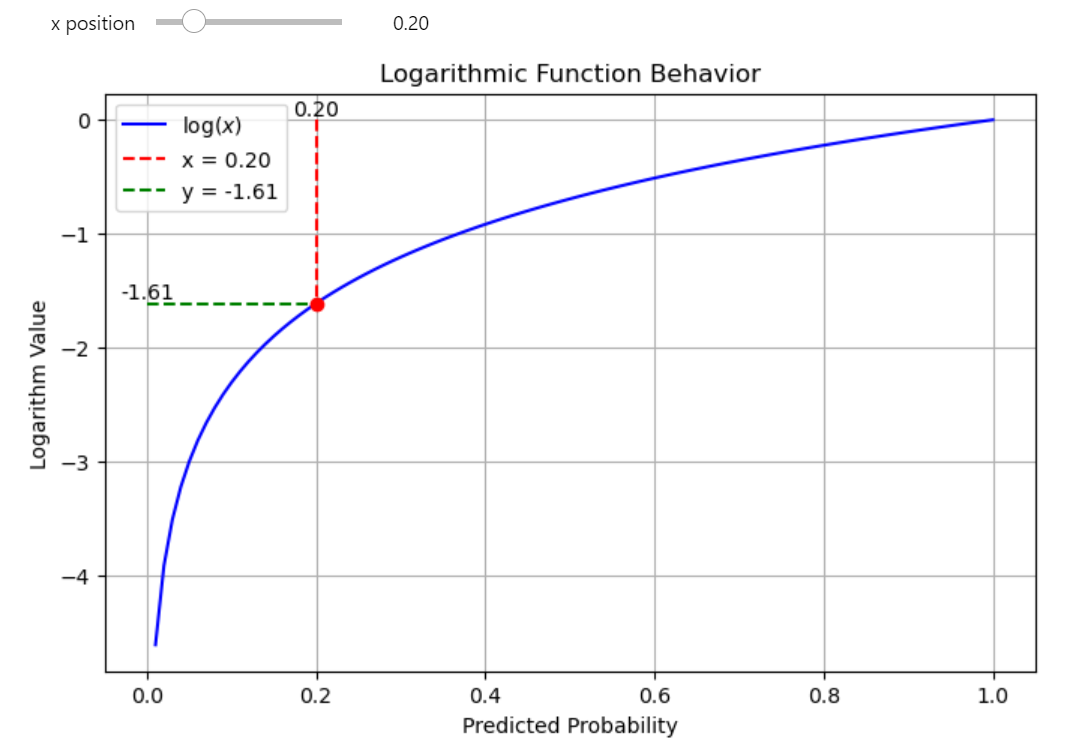 x position 0.20
Logarithmic Function Behavior
0.20
log(x)
x = 0.20
y = -1.61
-1.61
0
−1
−2
−3
−4
Logarithm Value
0.0 0.2 0.4 0.6 0.8 1.0
Predicted Probability